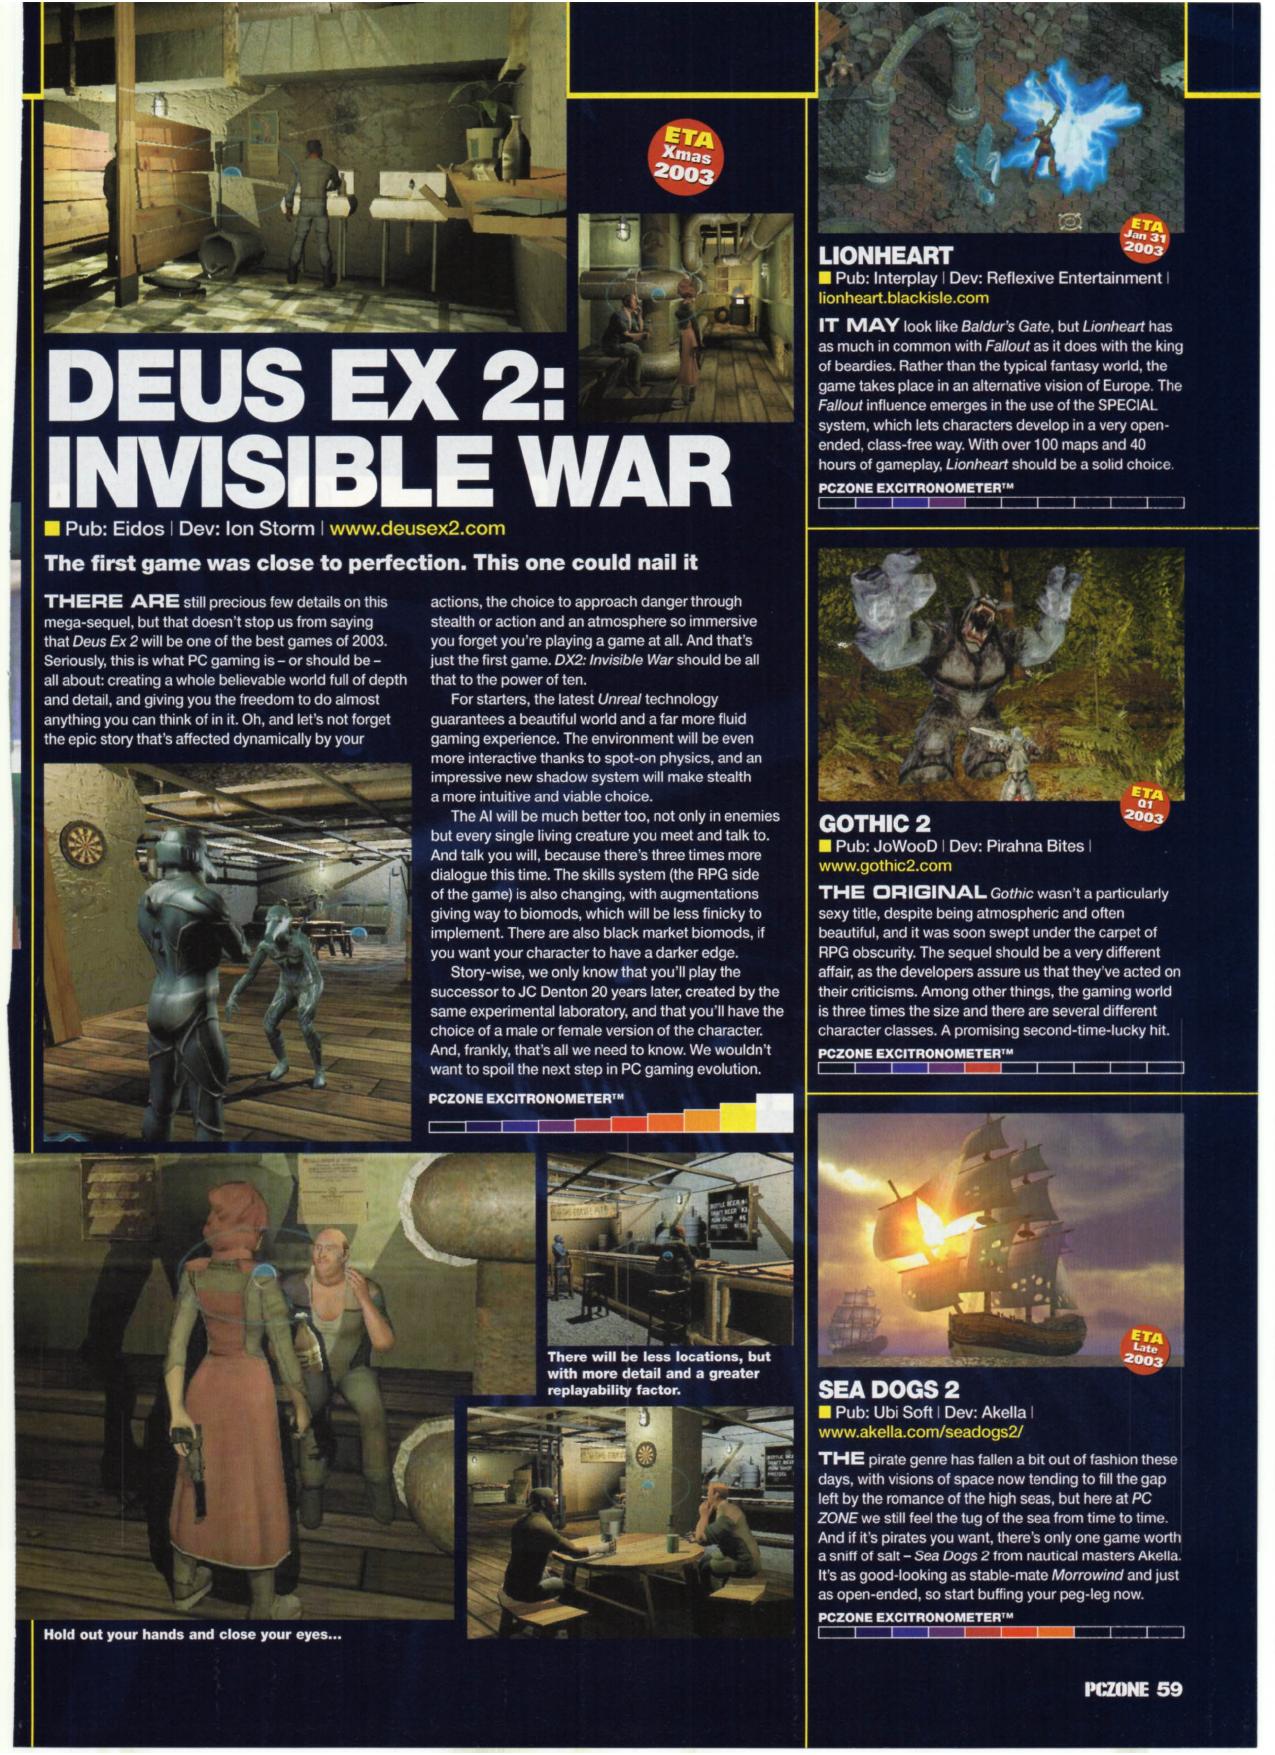 ETA
Xmas
2003
DEUS EX 2:
INVISIBLE WAR
Pub: Eidos | Dev: Ion Storm | www.deusex2.com
The first game was close to perfection. This one could nail it
THERE ARE still precious few details on this
mega-sequel, but that doesn't stop us from saying
that Deus Ex 2 will be one of the best games of 2003.
Seriously, this is what PC gaming is – or should be –
all about: creating a whole believable world full of depth
and detail, and giving you the freedom to do almost
anything you can think of in it. Oh, and let's not forget
the epic story that's affected dynamically by your
actions, the choice to approach danger through
stealth or action and an atmosphere so immersive
you forget you're playing a game at all. And that's
just the first game. DX2: Invisible War should be all
that to the power of ten.
For starters, the latest Unreal technology
guarantees a beautiful world and a far more fluid
gaming experience. The environment will be even
more interactive thanks to spot-on physics, and an
impressive new shadow system will make stealth
a more intuitive and viable choice.
The AI will be much better too, not only in enemies
but every single living creature you meet and talk to.
And talk you will, because there's three times more
dialogue this time. The skills system (the RPG side
of the game) is also changing, with augmentations
giving way to biomods, which will be less finicky to
implement. There are also black market biomods, if
you want your character to have a darker edge.
Story-wise, we only know that you'll play the
successor to JC Denton 20 years later, created by the
same experimental laboratory, and that you'll have the
choice of a male or female version of the character.
And, frankly, that's all we need to know. We wouldn't
want to spoil the next step in PC gaming evolution.
PCZONE EXCITRONOMETER™
There will be less locations, but
with more detail and a greater
replayability factor.
Hold out your hands and close your eyes...
ETA
Jan 31
2003
LIONHEART
Pub: Interplay | Dev: Reflexive Entertainment |
lionheart.blackisle.com
IT MAY look like Baldur's Gate, but Lionheart has
as much in common with Fallout as it does with the king
of beardies. Rather than the typical fantasy world, the
game takes place in an alternative vision of Europe. The
Fallout influence emerges in the use of the SPECIAL
system, which lets characters develop in a very open-
ended, class-free way. With over 100 maps and 40
hours of gameplay, Lionheart should be a solid choice.
PCZONE EXCITRONOMETER™
ETA
Q1
2003
GOTHIC 2
Pub: JoWooD | Dev: Pirahna Bites |
www.gothic2.com
THE ORIGINAL Gothic wasn't a particularly
sexy title, despite being atmospheric and often
beautiful, and it was soon swept under the carpet of
RPG obscurity. The sequel should be a very different
affair, as the developers assure us that they've acted on
their criticisms. Among other things, the gaming world
is three times the size and there are several different
character classes. A promising second-time-lucky hit.
PCZONE EXCITRONOMETER™
ETA
Late
2003
SEA DOGS 2
Pub: Ubi Soft | Dev: Akella |
www.akella.com/seadogs2/
THE pirate genre has fallen a bit out of fashion these
days, with visions of space now tending to fill the gap
left by the romance of the high seas, but here at PC
ZONE we still feel the tug of the sea from time to time.
And if it's pirates you want, there's only one game worth
a sniff of salt – Sea Dogs 2 from nautical masters Akella.
It's as good-looking as stable-mate Morrowind and just
as open-ended, so start buffing your peg-leg now.
PCZONE EXCITRONOMETER™
PCZONE 59